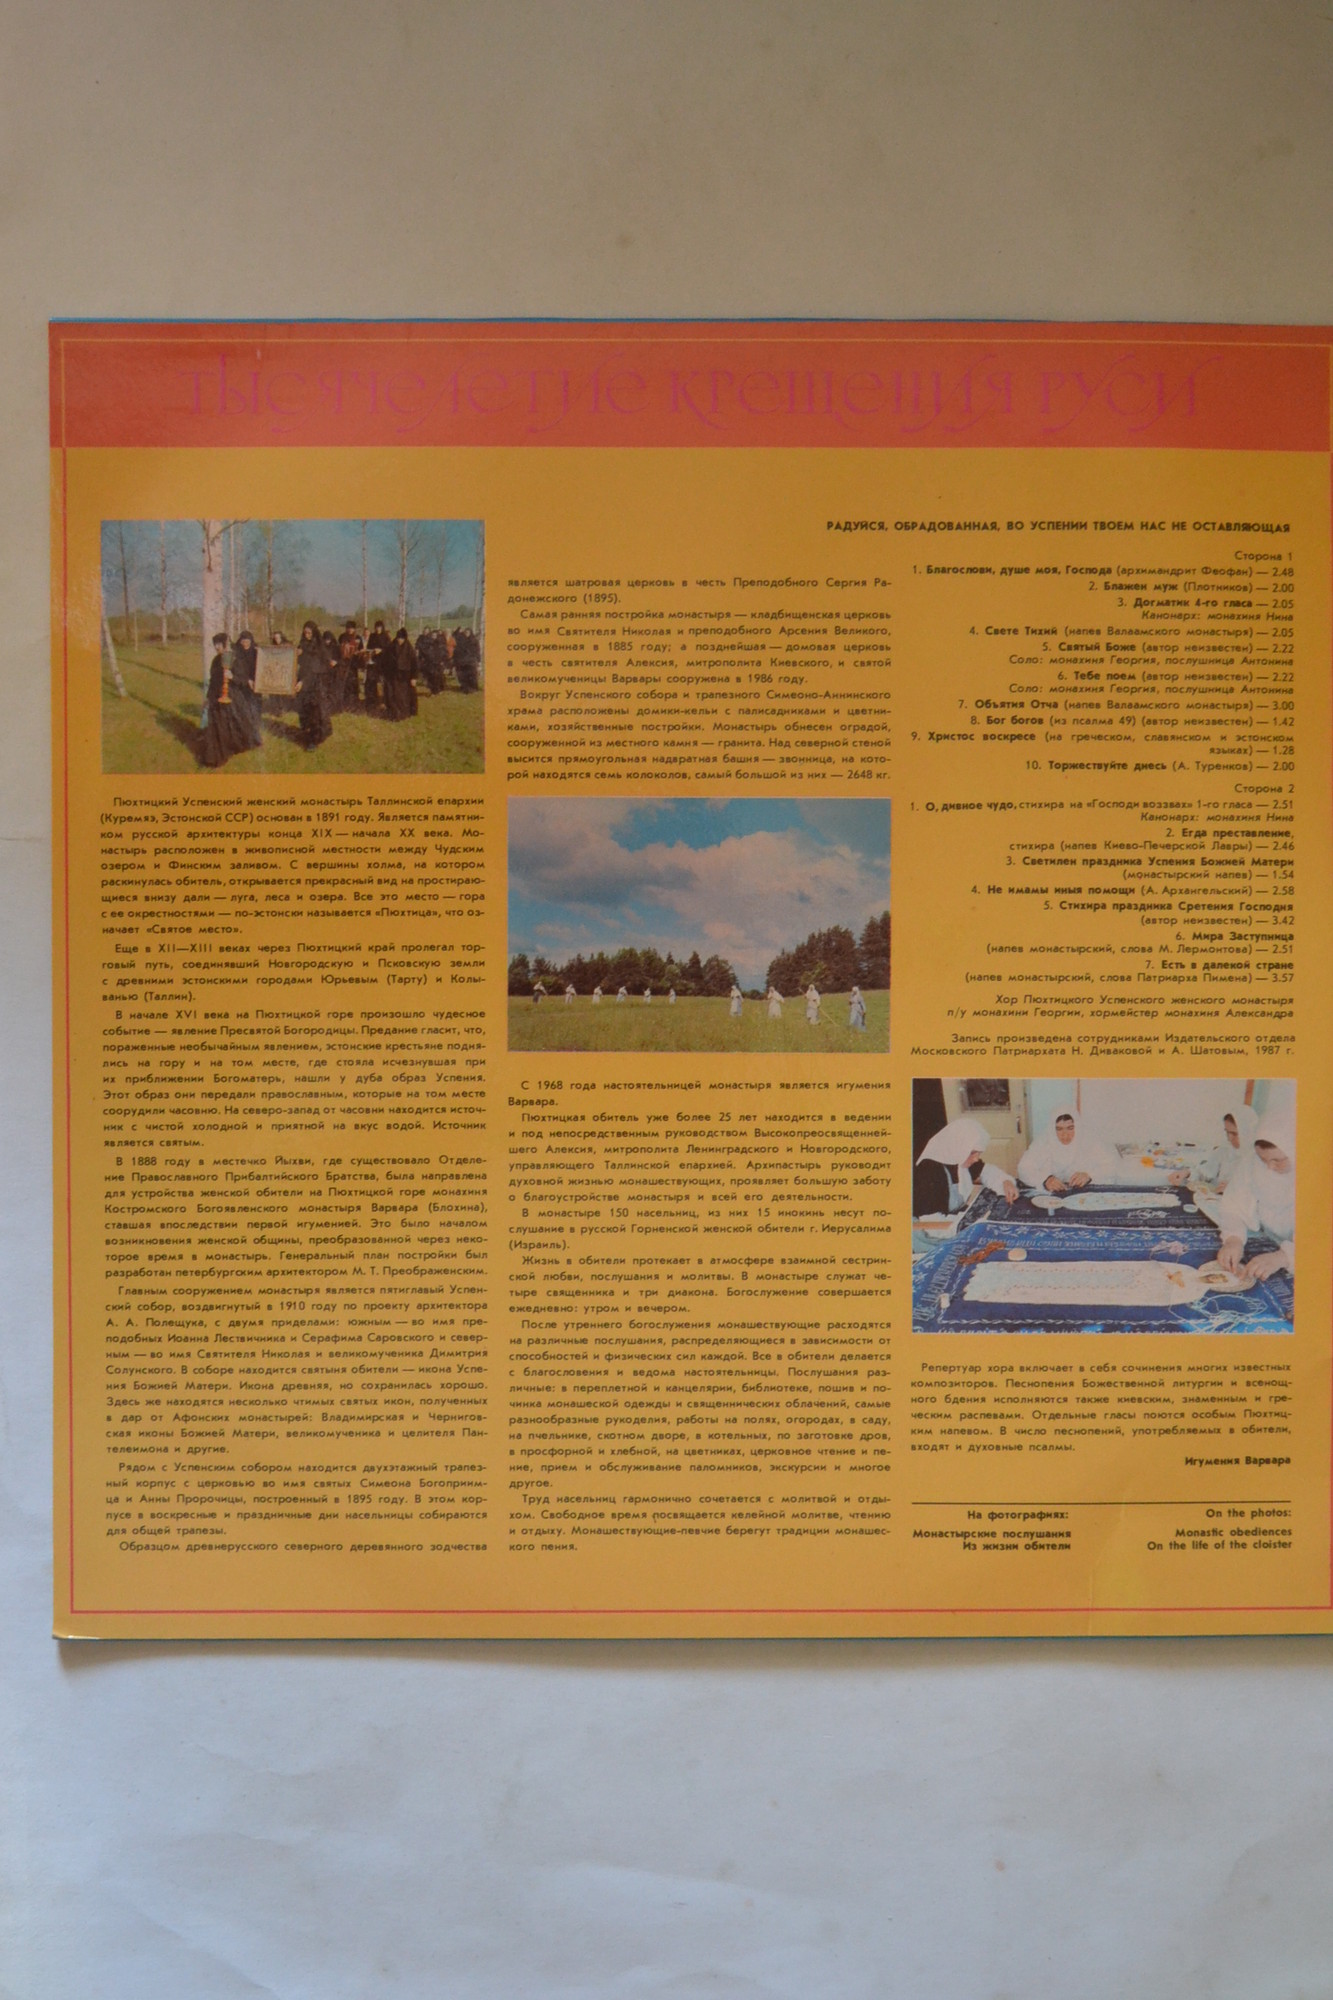 ТЫСЯЧЕЛЕТИЕ КРЕЩЕНИЯ РУСИ
Пюхтицкий Успенский женский монастырь Таллинской епархии
(Куремяэ, Эстонской ССР) основан в 1891 году. Является памятни-
ком русской архитектуры конца XIX — начала XX века. Мо-
настырь расположен в живописной местности между Чудским
озером и Финским заливом. С вершины холма, на котором
раскинулась обитель, открывается прекрасный вид на простираю-
щиеся внизу дали — луга, леса и озера. Все это место — гора
с ее окрестностями — по-эстонски называется «Пюхтица», что оз-
начает «Святое место».
Еще в XII—XIII веках через Пюхтицкий край пролегал тор-
говый путь, соединявший Новгородскую и Псковскую земли
с древними эстонскими городами Юрьевым (Тарту) и Колы-
ванью (Таллин).
В начале XVI века на Пюхтицкой горе произошло чудесное
событие — явление Пресвятой Богородицы. Предание гласит, что,
пораженные необычайным явлением, эстонские крестьяне подня-
лись на гору и на том месте, где стояла исчезнувшая при
их приближении Богоматерь, нашли у дуба образ Успения.
Этот образ они передали православным, которые на том месте
соорудили часовню. На северо-запад от часовни находится источ-
ник с чистой холодной и приятной на вкус водой. Источник
является святым.
В 1888 году в местечко Йыхви, где существовало Отделе-
ние Православного Прибалтийского Братства, была направлена
для устройства женской обители на Пюхтицкой горе монахиня
Костромского Богоявленского монастыря Варвара (Блохина),
ставшая впоследствии первой игуменией. Это было началом
возникновения женской общины, преобразованной через неко-
торое время в монастырь. Генеральный план постройки был
разработан петербургским архитектором М. Т. Преображенским.
Главным сооружением монастыря является пятиглавый Успен-
ский собор, воздвигнутый в 1910 году по проекту архитектора
А. А. Полещука, с двумя приделами: южным — во имя пре-
подобных Иоанна Лествичника и Серафима Саровского и север-
ным — во имя Святителя Николая и великомученика Димитрия
Солунского. В соборе находится святыня обители — икона Успе-
ния Божией Матери. Икона древняя, но сохранилась хорошо.
Здесь же находятся несколько чтимых святых икон, полученных
в дар от Афонских монастырей: Владимирская и Чернигов-
ская иконы Божией Матери, великомученика и целителя Пан-
телеимона и другие.
Рядом с Успенским собором находится двухэтажный трапез-
ный корпус с церковью во имя святых Симеона Богоприим-
ца и Анны Пророчицы, построенный в 1895 году. В этом кор-
пусе в воскресные и праздничные дни насельницы собираются
для общей трапезы.
Образцом древнерусского северного деревянного зодчества
является шатровая церковь в честь Преподобного Сергия Ра-
донежского (1895).
Самая ранняя постройка монастыря — кладбищенская церковь
во имя Святителя Николая и преподобного Арсения Великого,
сооруженная в 1885 году; а позднейшая — домовая церковь
в честь святителя Алексия, митрополита Киевского, и святой
великомученицы Варвары сооружена в 1986 году.
Вокруг Успенского собора и трапезного Симеоно-Аннинского
храма расположены домики-кельи с палисадниками и цветни-
ками, хозяйственные постройки. Монастырь обнесен оградой,
сооруженной из местного камня — гранита. Над северной стеной
высится прямоугольная надвратная башня — звонница, на кото-
рой находятся семь колоколов, самый большой из них — 2648 кг.
С 1968 года настоятельницей монастыря является игумения
Варвара.
Пюхтицкая обитель уже более 25 лет находится в ведении
и под непосредственным руководством Высокопреосвященней-
шего Алексия, митрополита Ленинградского и Новгородского,
управляющего Таллинской епархией. Архипастырь руководит
духовной жизнью монашествующих, проявляет большую заботу
о благоустройстве монастыря и всей его деятельности.
В монастыре 150 насельниц, из них 15 инокинь несут по-
слушание в русской Горненской женской обители г. Иерусалима
(Израиль).
Жизнь в обители протекает в атмосфере взаимной сестрин-
ской любви, послушания и молитвы. В монастыре служат че-
тыре священника и три диакона. Богослужение совершается
ежедневно: утром и вечером.
После утреннего богослужения монашествующие расходятся
на различные послушания, распределяющиеся в зависимости от
способностей и физических сил каждой. Все в обители делается
с благословения и ведома настоятельницы. Послушания раз-
личные: в переплетной и канцелярии, библиотеке, пошив и по-
чинка монашеской одежды и священнических облачений, самые
разнообразные рукоделия, работы на полях, огородах, в саду,
на пчельнике, скотном дворе, в котельных, по заготовке дров,
в просфорной и хлебной, на цветниках, церковное чтение и пе-
ние, прием и обслуживание паломников, экскурсии и многое
другое.
Труд насельниц гармонично сочетается с молитвой и отды-
хом. Свободное время посвящается келейной молитве, чтению
и отдыху. Монашествующие-певчие берегут традиции монашес-
кого пения.
РАДУЙСЯ, ОБРАДОВАННАЯ, ВО УСПЕНИИ ТВОЕМ НАС НЕ ОСТАВЛЯЮЩАЯ
Сторона 1
1. Благослови, душе моя, Господа (архимандрит Феофан) — 2.48
2. Блажен муж (Плотников) — 2.00
3. Догматик 4-го гласа — 2.05
Канонарх: монахиня Нина
4. Свете Тихий (напев Валаамского монастыря) — 2.05
5. Святый Боже (автор неизвестен) — 2.22
Соло: монахиня Георгия, послушница Антонина
6. Тебе поем (автор неизвестен) — 2.22
Соло: монахиня Георгия, послушница Антонина
7. Объятия Отча (напев Валаамского монастыря) — 3.00
8. Бог богов (из псалма 49) (автор неизвестен) — 1.42
9. Христос воскресе (на греческом, славянском и эстонском
языках) — 1.28
10. Торжествуйте днесь (А. Туренков) — 2.00
Сторона 2
1. О, дивное чудо, стихира на «Господи воззвах» 1-го гласа — 2.51
Канонарх: монахиня Нина
2. Егда преставление,
стихира (напев Киево-Печерской Лавры) — 2.46
3. Светилен праздника Успения Божией Матери
(монастырский напев) — 1.54
4. Не имамы иныя помощи (А. Архангельский) — 2.58
5. Стихира праздника Сретения Господня
(автор неизвестен) — 3.42
6. Мира Заступница
(напев монастырский, слова М. Лермонтова) — 2.51
7. Есть в далекой стране
(напев монастырский, слова Патриарха Пимена) — 3.57
Хор Пюхтицкого Успенского женского монастыря
п/у монахини Георгии, хормейстер монахиня Александра
Запись произведена сотрудниками Издательского отдела
Московского Патриархата Н. Диваковой и А. Шатовым, 1987 г.
Репертуар хора включает в себя сочинения многих известных
композиторов. Песнопения Божественной литургии и всенощ-
ного бдения исполняются также киевским, знаменным и гре-
ческим распевами. Отдельные гласы поются особым Пюхтиц-
ким напевом. В число песнопений, употребляемых в обители,
входят и духовные псалмы.
Игумения Варвара
На фотографиях:
Монастырские послушания
Из жизни обители
On the photos:
Monastic obediences
On the life of the cloister